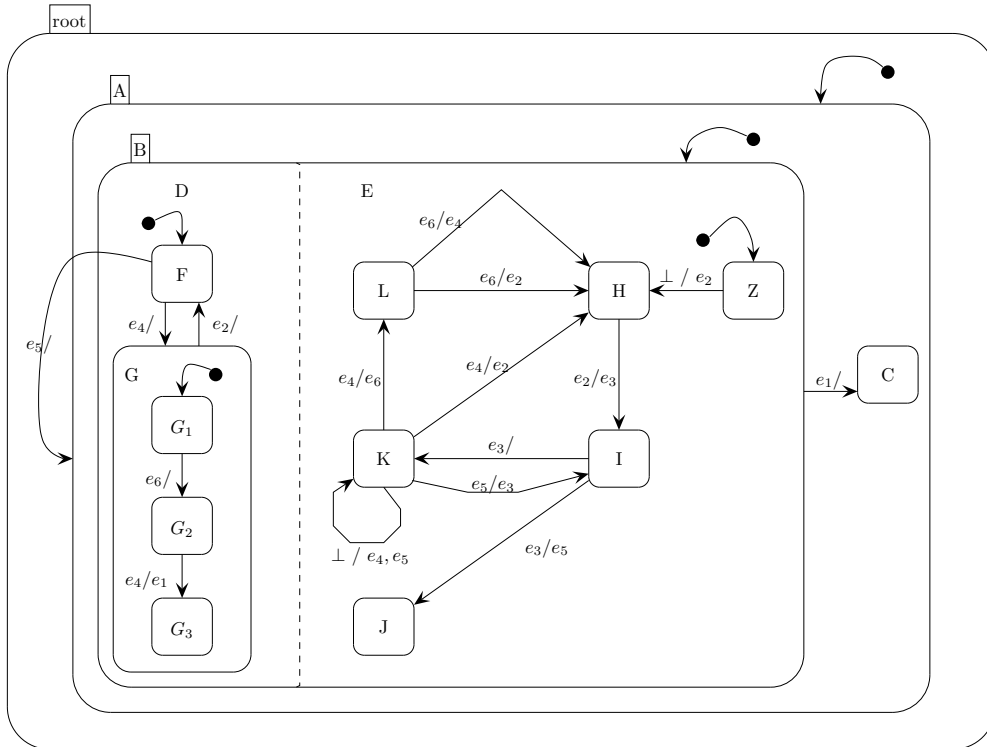 root
A
B
D
E
F
L
e₆/e₄
e₆/e₂
H
⊥ / e₂
Z
e₅/
e₄/
e₂/
G
G₁
e₄/e₆
e₄/e₂
e₂/e₃
C
e₁/
e₆/
K
e₃/
I
e₅/e₃
G₂
⊥ / e₄, e₅
e₃/e₅
e₄/e₁
G₃
J